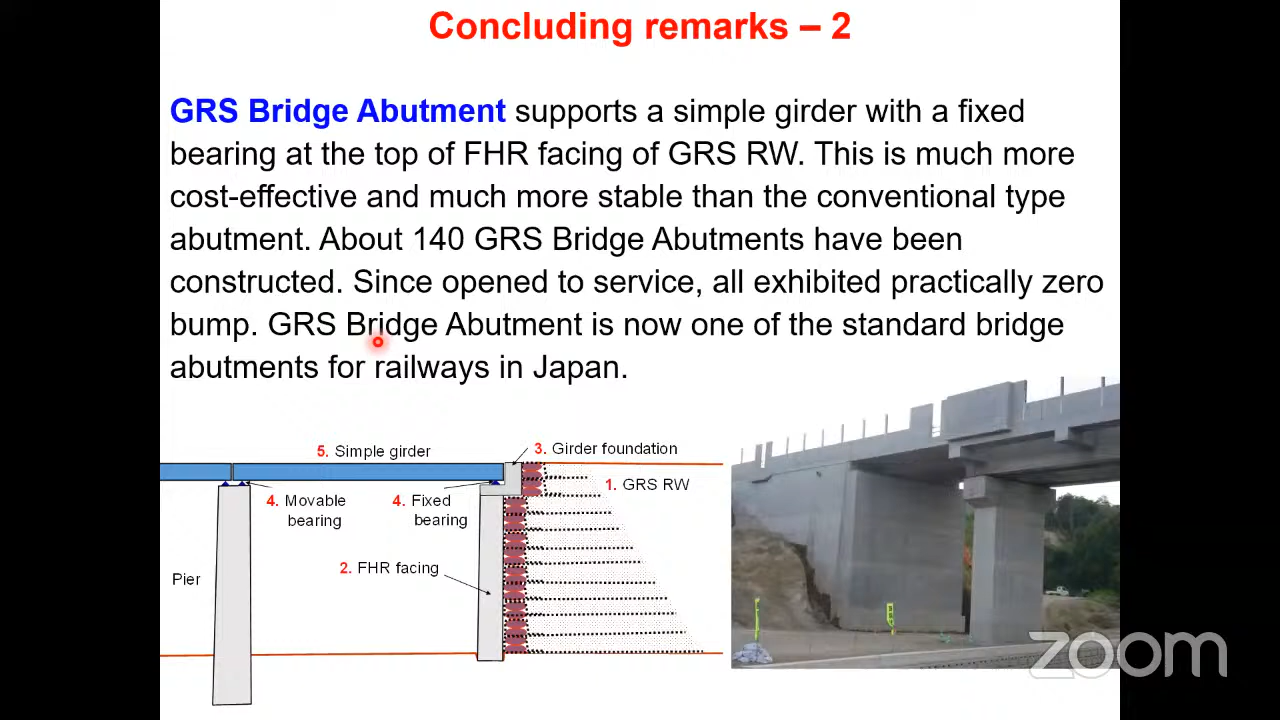 Concluding remarks – 2
GRS Bridge Abutment supports a simple girder with a fixed
bearing at the top of FHR facing of GRS RW. This is much more
cost-effective and much more stable than the conventional type
abutment. About 140 GRS Bridge Abutments have been
constructed. Since opened to service, all exhibited practically zero
bump. GRS Bridge Abutment is now one of the standard bridge
abutments for railways in Japan.
5. Simple girder
3. Girder foundation
1. GRS RW
4. Movable
bearing
4. Fixed
bearing
2. FHR facing
Pier
zoom